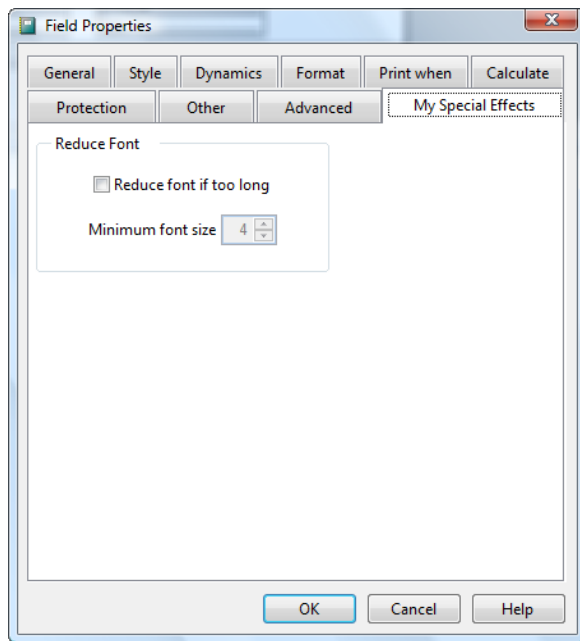 Field Properties
General Style Dynamics Format Print when Calculate
Protection Other Advanced My Special Effects
Reduce Font
Reduce font if too long
Minimum font size 4
OK Cancel Help